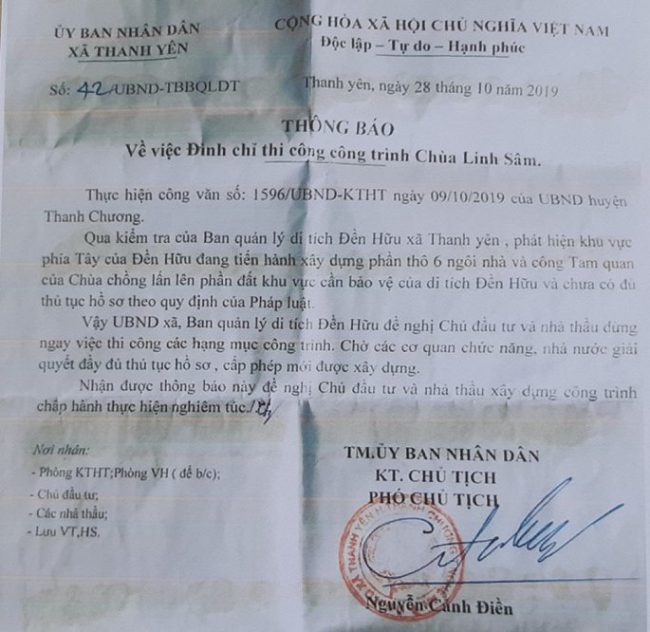 ỦY BAN NHÂN DÂN
XÃ THANH YÊN
CỘNG HÒA XÃ HỘI CHỦ NGHĨA VIỆT NAM
Độc lập – Tự do – Hạnh phúc
Số: 42/UBND-TBBQLDT
Thanh yên, ngày 28 tháng 10 năm 2019
THÔNG BÁO
Về việc Đình chỉ thi công công trình Chùa Linh Sâm.
Thực hiện công văn số: 1596/UBND-KTHT ngày 09/10/2019 của UBND huyện
Thanh Chương.
Qua kiểm tra của Ban quản lý di tích Đền Hữu xã Thanh yên , phát hiện khu vực
phía Tây của Đền Hữu đang tiến hành xây dựng phần thô 6 ngôi nhà và công Tam quan
của Chùa chồng lấn lên phần đất khu vực cần bảo vệ của di tích Đền Hữu và chưa có đủ
thủ tục hồ sơ theo quy định của Pháp luật.
Vậy UBND xã, Ban quản lý di tích Đền Hữu đề nghị Chủ đầu tư và nhà thầu dừng
ngay việc thi công các hạng mục công trình. Chờ các cơ quan chức năng, nhà nước giải
quyết đầy đủ thủ tục hồ sơ , cấp phép mới được xây dựng.
Nhận được thông báo này đề nghị Chủ đầu tư và nhà thầu xây dựng công trình
chấp hành thực hiện nghiêm túc./.
Nơi nhận:
- Phòng KTHT;Phòng VH ( để b/c);
- Chủ đầu tư;
- Các nhà thầu;
- Lưu VT,HS.
TM.ỦY BAN NHÂN DÂN
KT. CHỦ TỊCH
PHÓ CHỦ TỊCH
Nguyễn Cảnh Điền